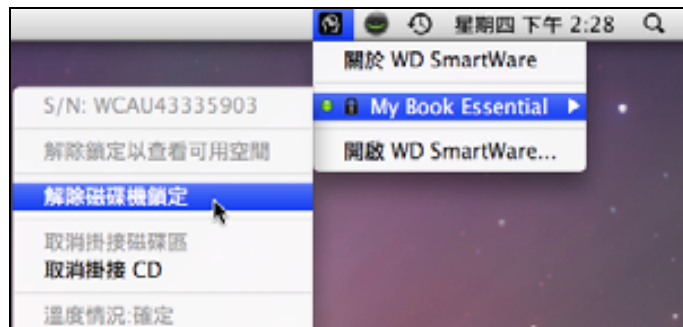 星期四 下午 2:28
關於 WD SmartWare
My Book Essential
開啟 WD SmartWare...
S/N: WCAU43335903
解除鎖定以查看可用空間
解除磁碟機鎖定
取消掛接磁碟區
取消掛接 CD
溫度情況:確定